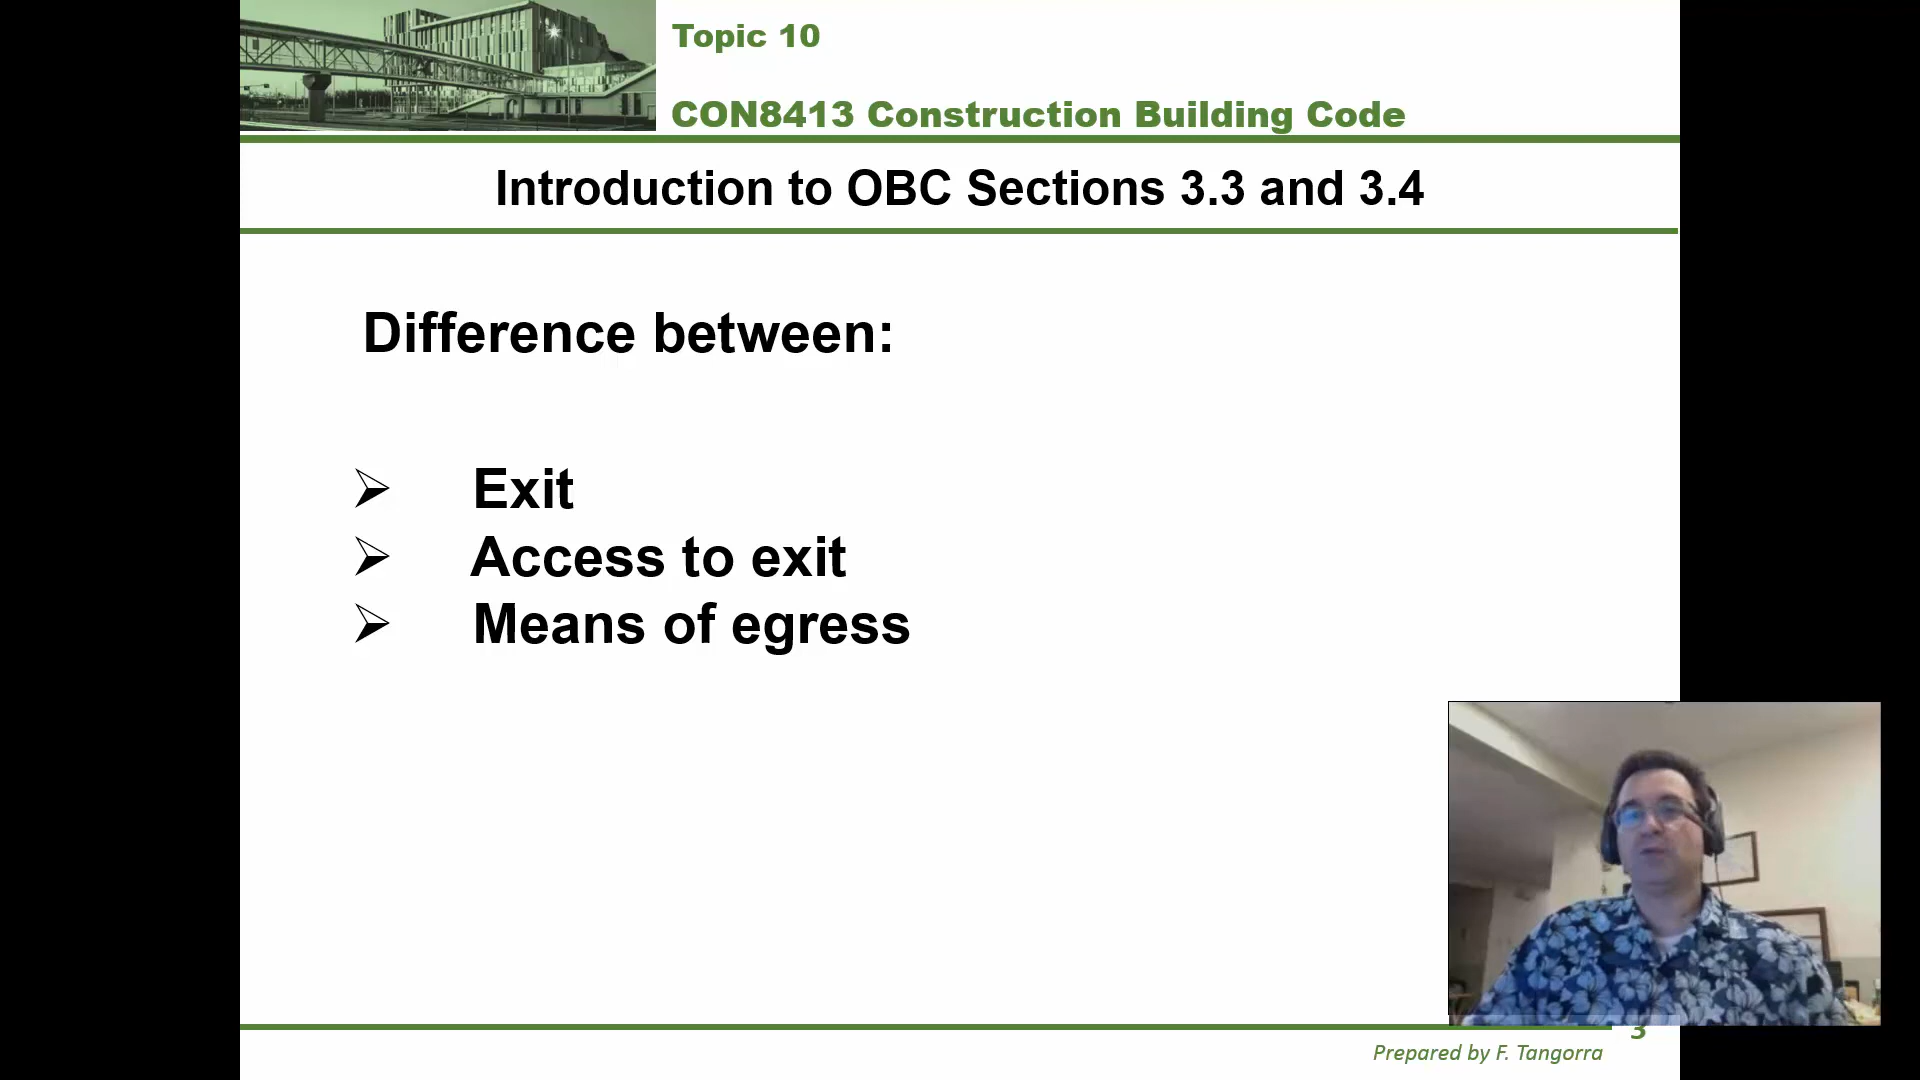 Topic 10
CON8413 Construction Building Code
Introduction to OBC Sections 3.3 and 3.4
Difference between:
Exit
Access to exit
Means of egress
3
Prepared by F. Tangorra